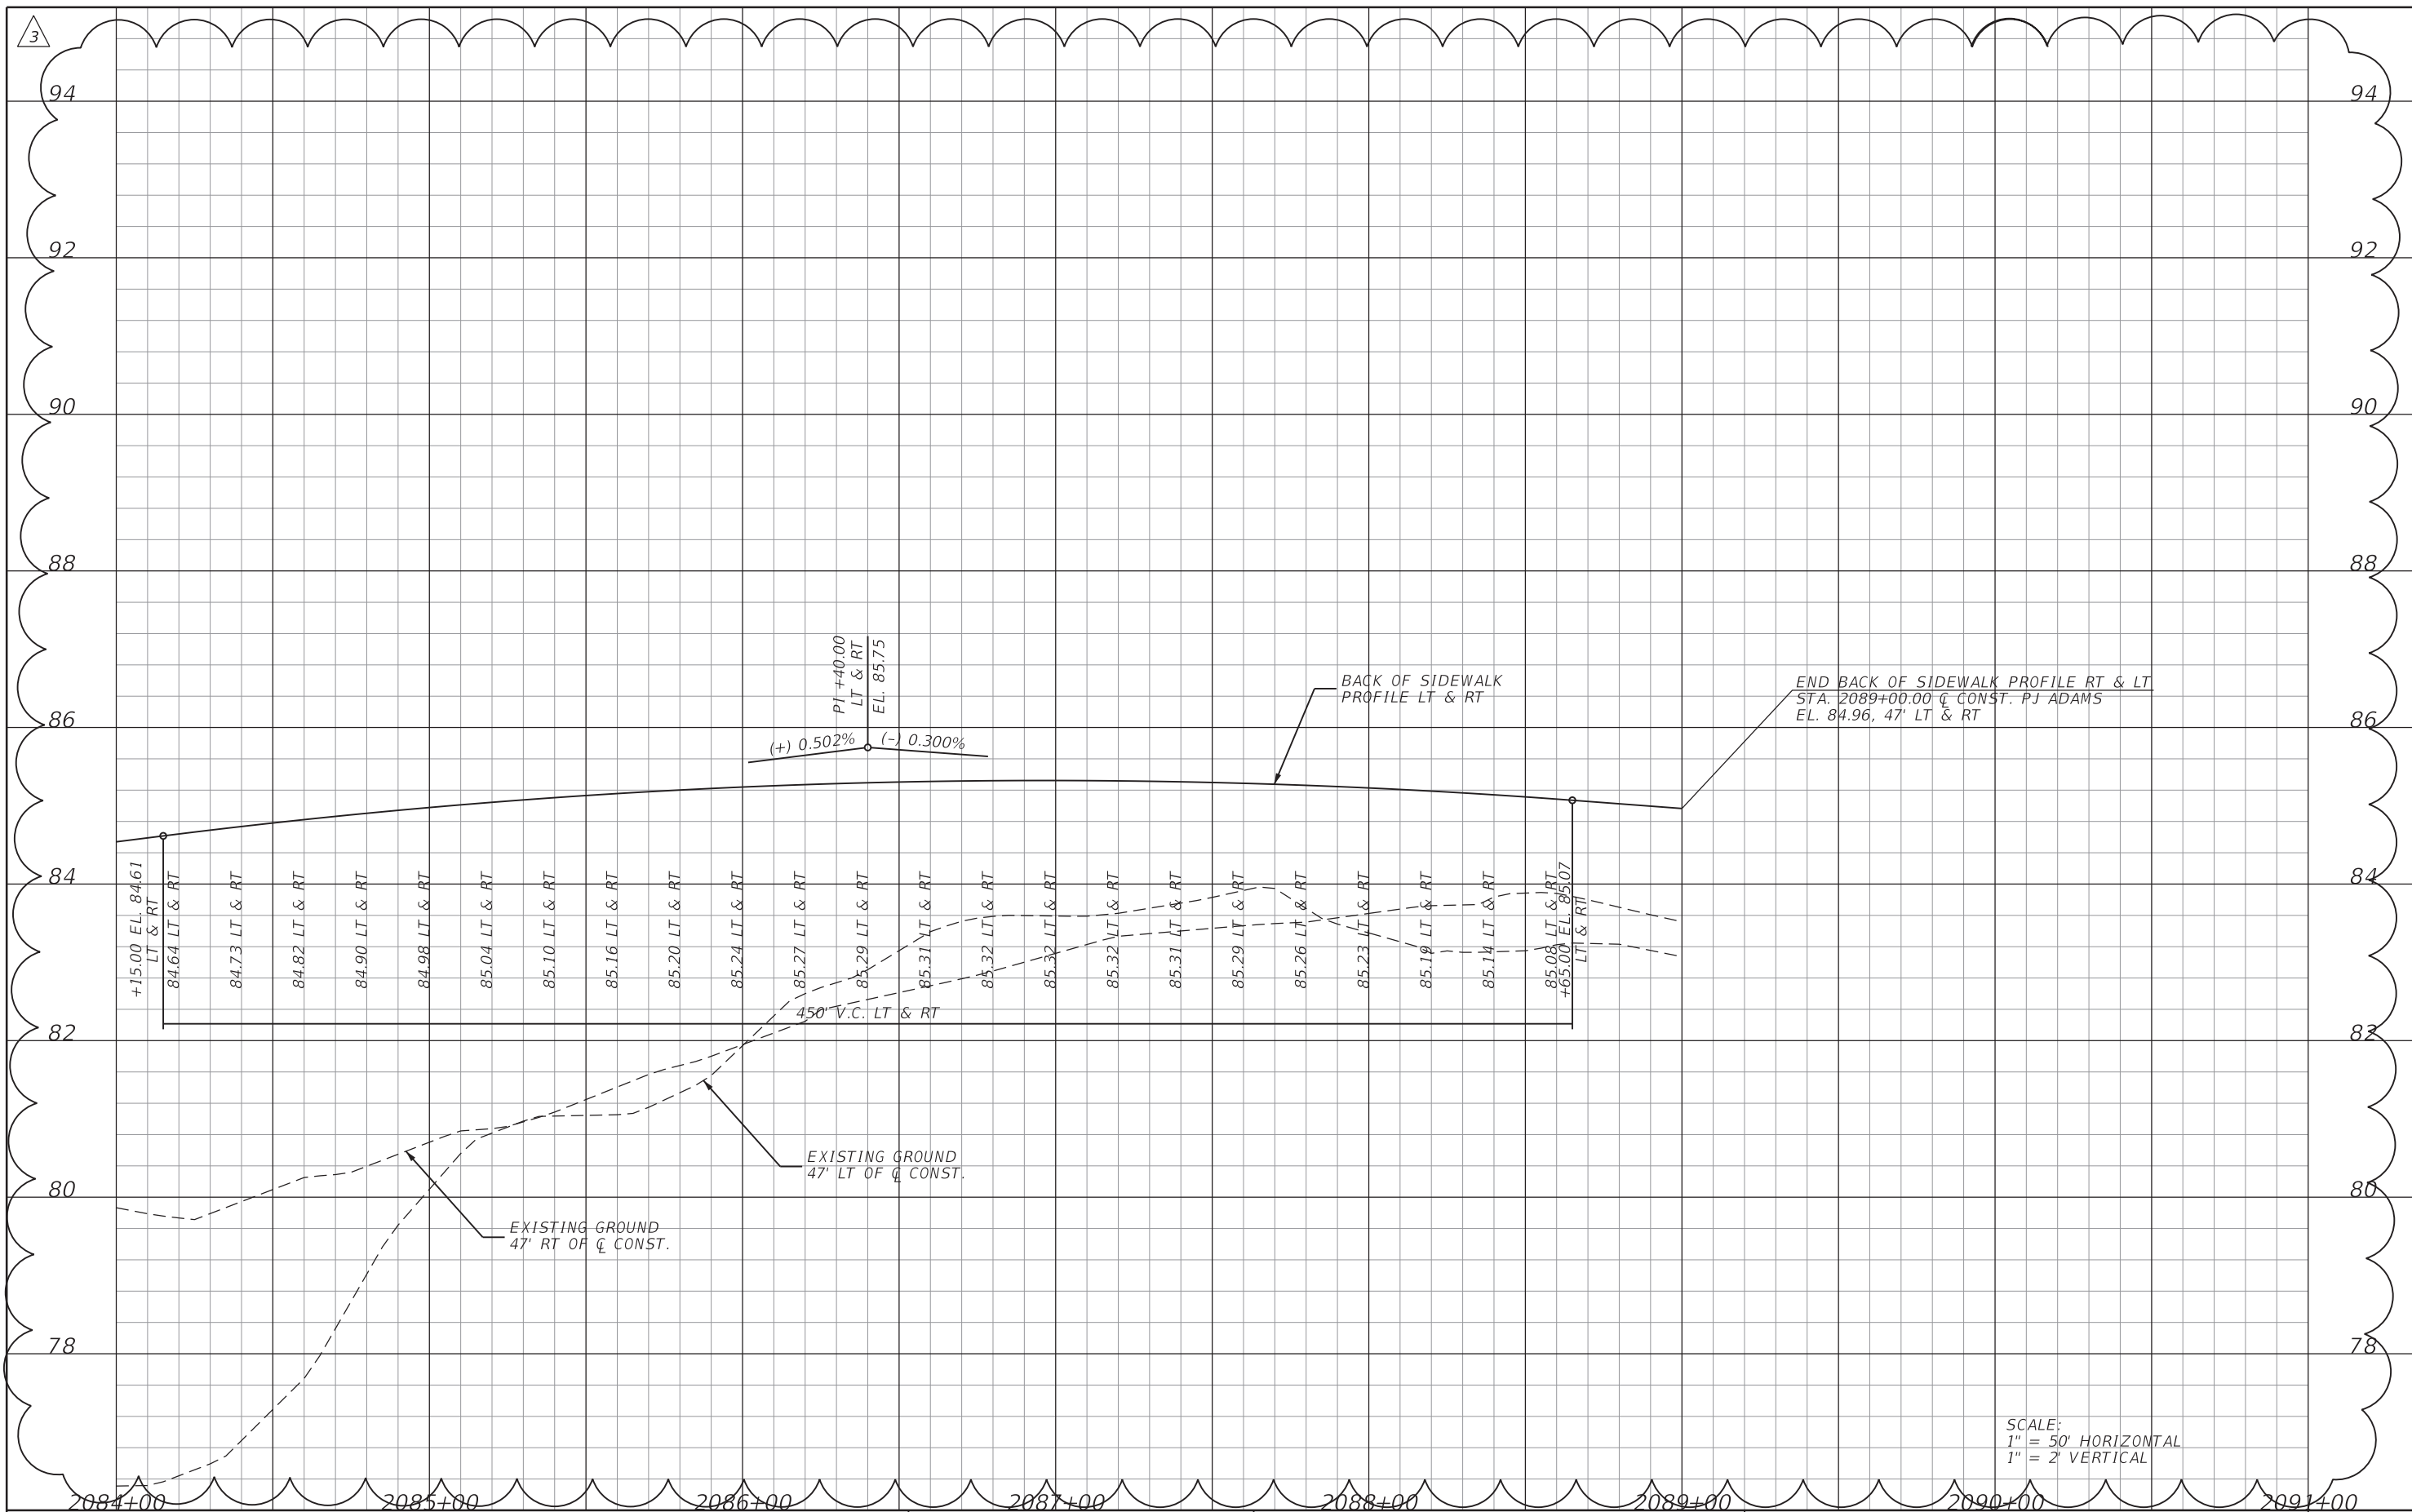 3
94 94
92 92
90 90
88 88
PI +40.00
LT & RT
EL. 85.75
BACK OF SIDEWALK
PROFILE LT & RT
END BACK OF SIDEWALK PROFILE RT & LT
STA. 2089+00.00 ℄ CONST. PJ ADAMS
EL. 84.96, 47' LT & RT
86 86
(+) 0.502% (-) 0.300%
84 84
+15.00 EL. 84.61
LT & RT
84.64 LT & RT
84.73 LT & RT
84.82 LT & RT
84.90 LT & RT
84.98 LT & RT
85.04 LT & RT
85.10 LT & RT
85.16 LT & RT
85.20 LT & RT
85.24 LT & RT
85.27 LT & RT
85.29 LT & RT
85.31 LT & RT
85.32 LT & RT
85.32 LT & RT
85.32 LT & RT
85.31 LT & RT
85.29 LT & RT
85.26 LT & RT
85.23 LT & RT
85.19 LT & RT
85.14 LT & RT
85.08 LT & RT
+65.00 EL. 85.07
LT & RT
450' V.C. LT & RT
82 82
EXISTING GROUND
47' LT OF ℄ CONST.
80 80
EXISTING GROUND
47' RT OF ℄ CONST.
78 78
SCALE:
1" = 50' HORIZONTAL
1" = 2' VERTICAL
2084+00 2085+00 2086+00 2087+00 2088+00 2089+00 2090+00 2091+00